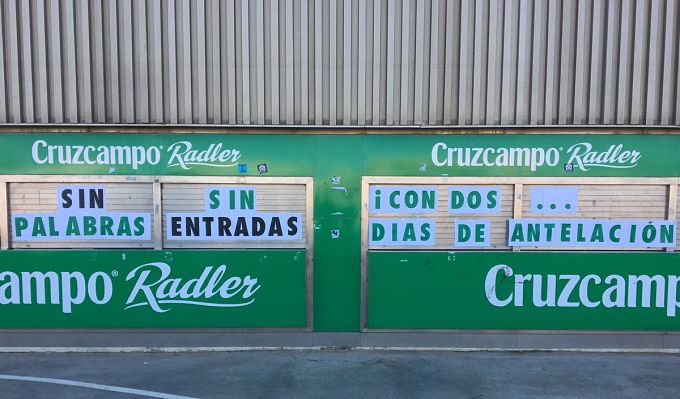 Cruzcampo® Radler
Cruzcampo® Radler
SIN
PALABRAS
SIN
ENTRADAS
¡CON DOS ...
DIAS DE ANTELACIÓN
ampo® Radler
Cruzcamp